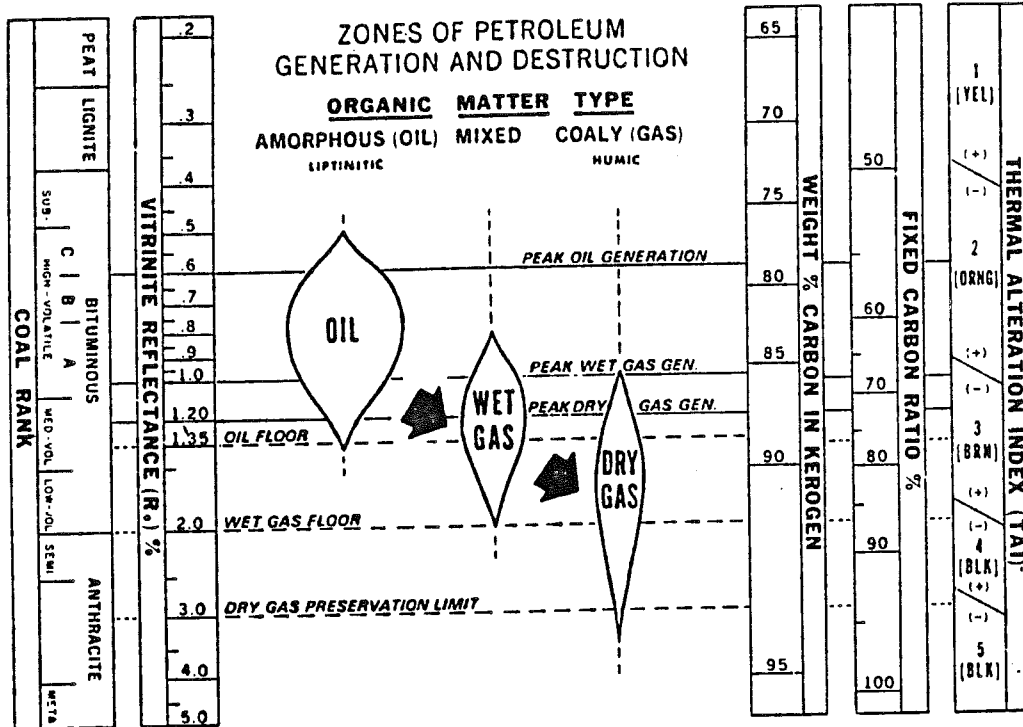 ZONES OF PETROLEUM
GENERATION AND DESTRUCTION
ORGANIC MATTER TYPE
AMORPHOUS (OIL) MIXED COALY (GAS)
LIPTINITIC HUMIC
COAL RANK
PEAT
LIGNITE
BITUMINOUS
ANTHRACITE
SUB-
C
HIGH-VOLATILE
B
A
MED-VOL
LOW-VOL
SEMI
META
VITRINITE REFLECTANCE (Ro) %
.2
.3
.4
.5
.6
.7
.8
.9
1.0
1.20
1.35
2.0
3.0
4.0
5.0
PEAK OIL GENERATION
OIL
PEAK WET GAS GEN.
WET
GAS
PEAK DRY GAS GEN.
OIL FLOOR
DRY
GAS
WET GAS FLOOR
DRY GAS PRESERVATION LIMIT
WEIGHT % CARBON IN KEROGEN
65
70
75
80
85
90
95
FIXED CARBON RATIO %
50
60
70
80
90
100
THERMAL ALTERATION INDEX (TAI)
1
(YEL)
(+)
(-)
2
(ORNG)
(+)
(-)
3
(BRN)
(+)
(-)
4
(BLK)
(+)
(-)
5
(BLK)